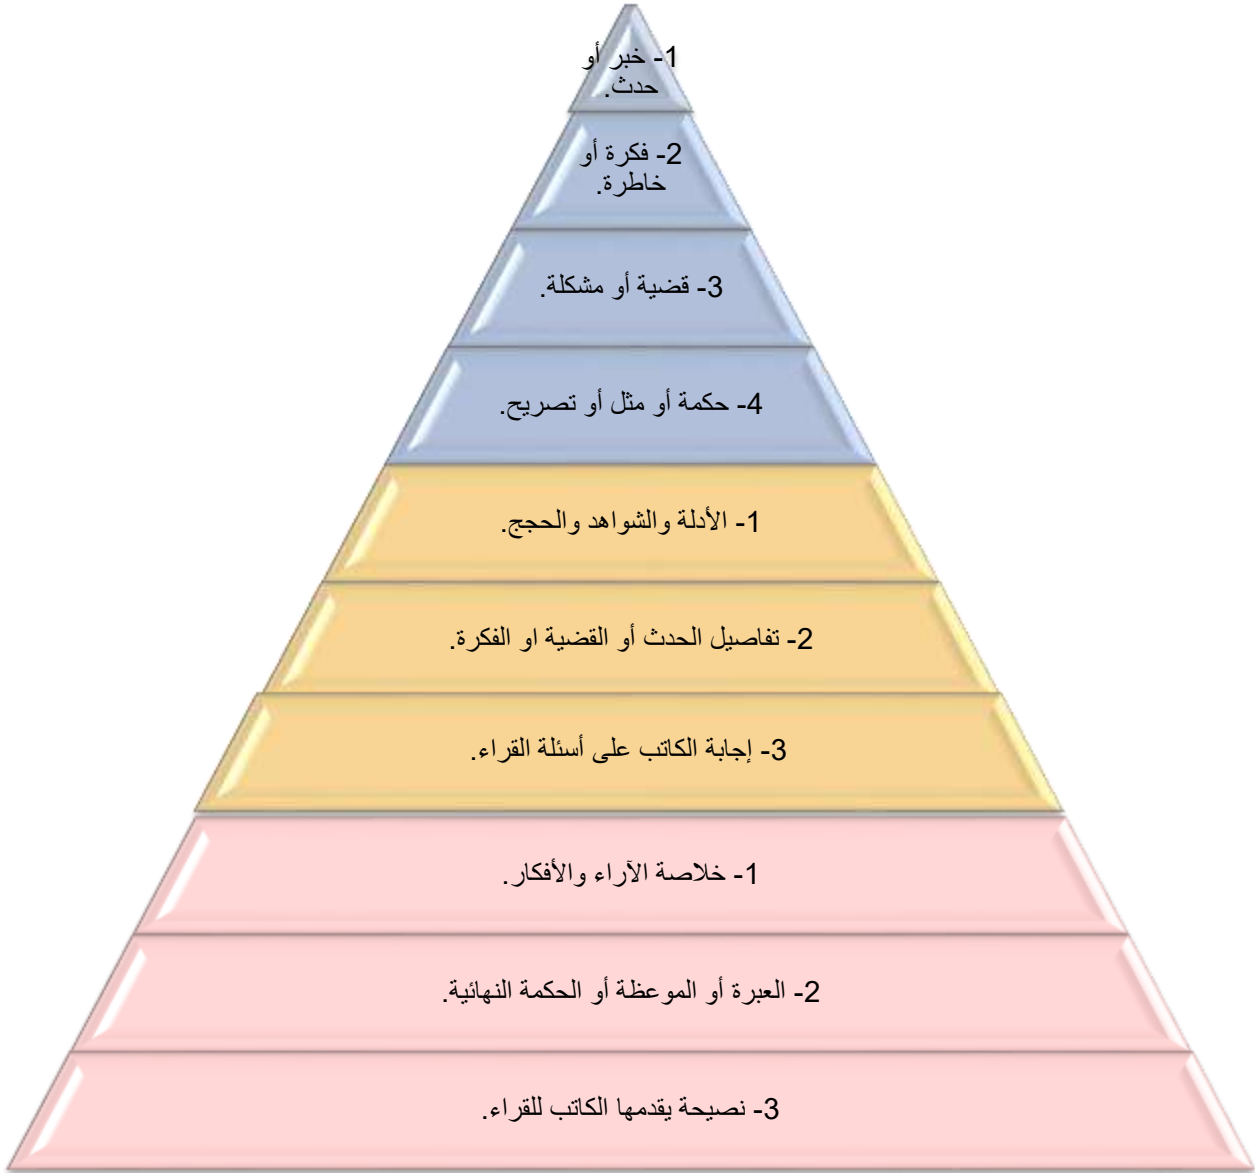 1- خبر أو
حدث.
2- فكرة أو
خاطرة.
3- قضية أو مشكلة.
4- حكمة أو مثل أو تصريح.
1- الأدلة والشواهد والحجج.
2- تفاصيل الحدث أو القضية او الفكرة.
3- إجابة الكاتب على أسئلة القراء.
1- خلاصة الآراء والأفكار.
2- العبرة أو الموعظة أو الحكمة النهائية.
3- نصيحة يقدمها الكاتب للقراء.